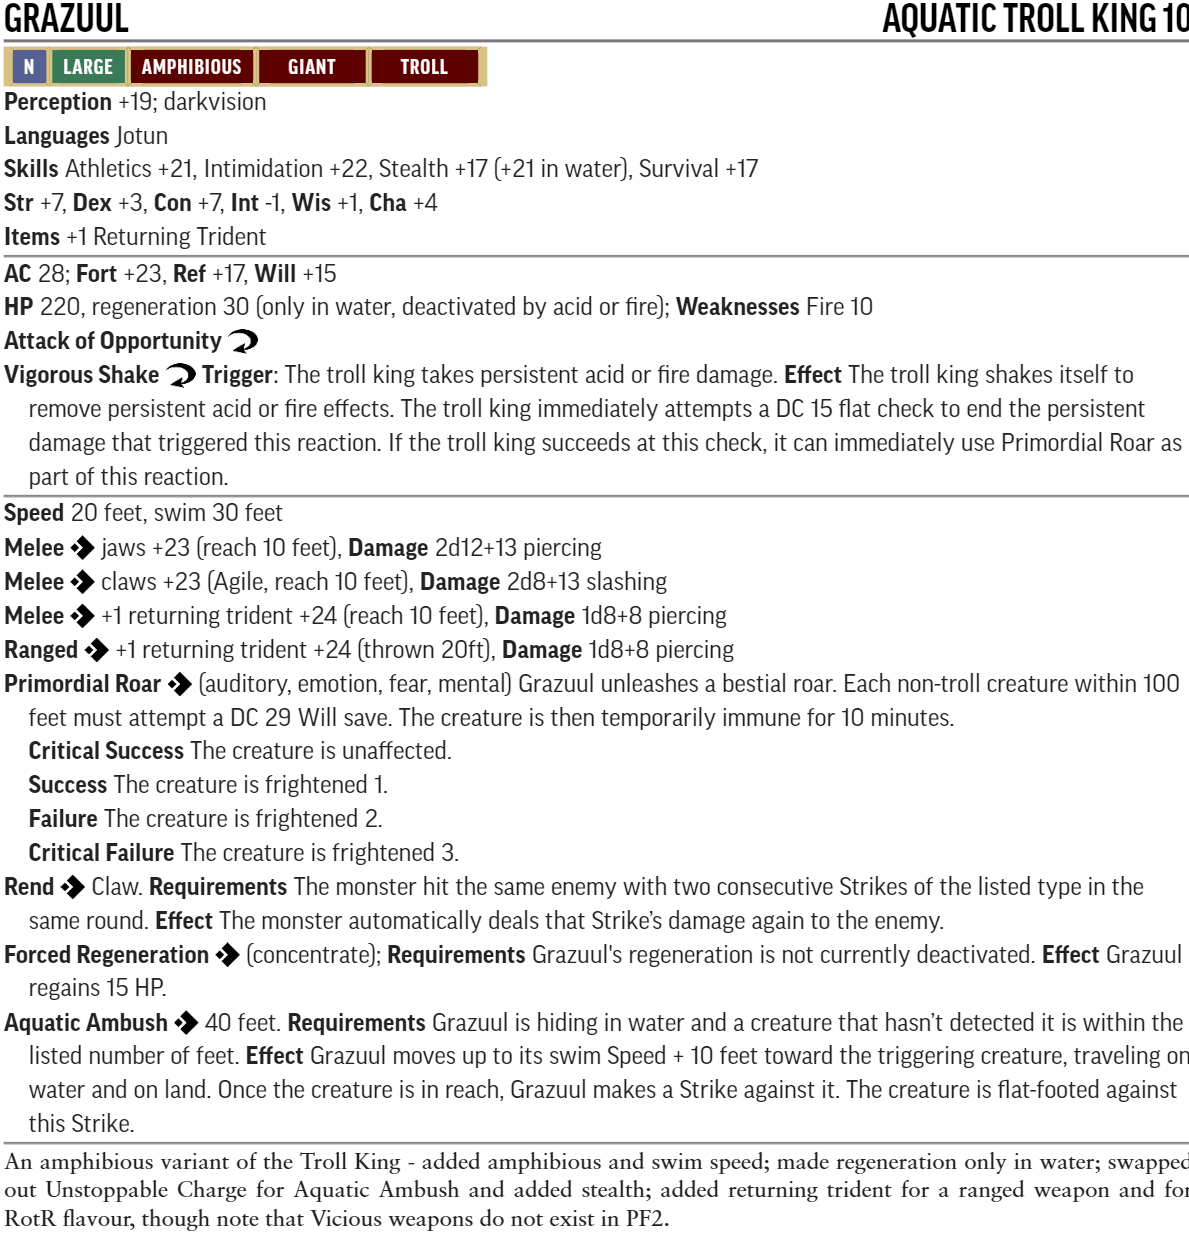 GRAZUUL AQUATIC TROLL KING 10
N LARGE AMPHIBIOUS GIANT TROLL
Perception +19; darkvision
Languages Jotun
Skills Athletics +21, Intimidation +22, Stealth +17 (+21 in water), Survival +17
Str +7, Dex +3, Con +7, Int -1, Wis +1, Cha +4
Items +1 Returning Trident
AC 28; Fort +23, Ref +17, Will +15
HP 220, regeneration 30 (only in water, deactivated by acid or fire); Weaknesses Fire 10
Attack of Opportunity
Vigorous Shake Trigger: The troll king takes persistent acid or fire damage. Effect The troll king shakes itself to
remove persistent acid or fire effects. The troll king immediately attempts a DC 15 flat check to end the persistent
damage that triggered this reaction. If the troll king succeeds at this check, it can immediately use Primordial Roar as
part of this reaction.
Speed 20 feet, swim 30 feet
Melee jaws +23 (reach 10 feet), Damage 2d12+13 piercing
Melee claws +23 (Agile, reach 10 feet), Damage 2d8+13 slashing
Melee +1 returning trident +24 (reach 10 feet), Damage 1d8+8 piercing
Ranged +1 returning trident +24 (thrown 20ft), Damage 1d8+8 piercing
Primordial Roar (auditory, emotion, fear, mental) Grazuul unleashes a bestial roar. Each non-troll creature within 100
feet must attempt a DC 29 Will save. The creature is then temporarily immune for 10 minutes.
Critical Success The creature is unaffected.
Success The creature is frightened 1.
Failure The creature is frightened 2.
Critical Failure The creature is frightened 3.
Rend Claw. Requirements The monster hit the same enemy with two consecutive Strikes of the listed type in the
same round. Effect The monster automatically deals that Strike's damage again to the enemy.
Forced Regeneration (concentrate); Requirements Grazuul's regeneration is not currently deactivated. Effect Grazuul
regains 15 HP.
Aquatic Ambush 40 feet. Requirements Grazuul is hiding in water and a creature that hasn't detected it is within the
listed number of feet. Effect Grazuul moves up to its swim Speed + 10 feet toward the triggering creature, traveling on
water and on land. Once the creature is in reach, Grazuul makes a Strike against it. The creature is flat-footed against
this Strike.
An amphibious variant of the Troll King - added amphibious and swim speed; made regeneration only in water; swapped
out Unstoppable Charge for Aquatic Ambush and added stealth; added returning trident for a ranged weapon and for
RotR flavour, though note that Vicious weapons do not exist in PF2.